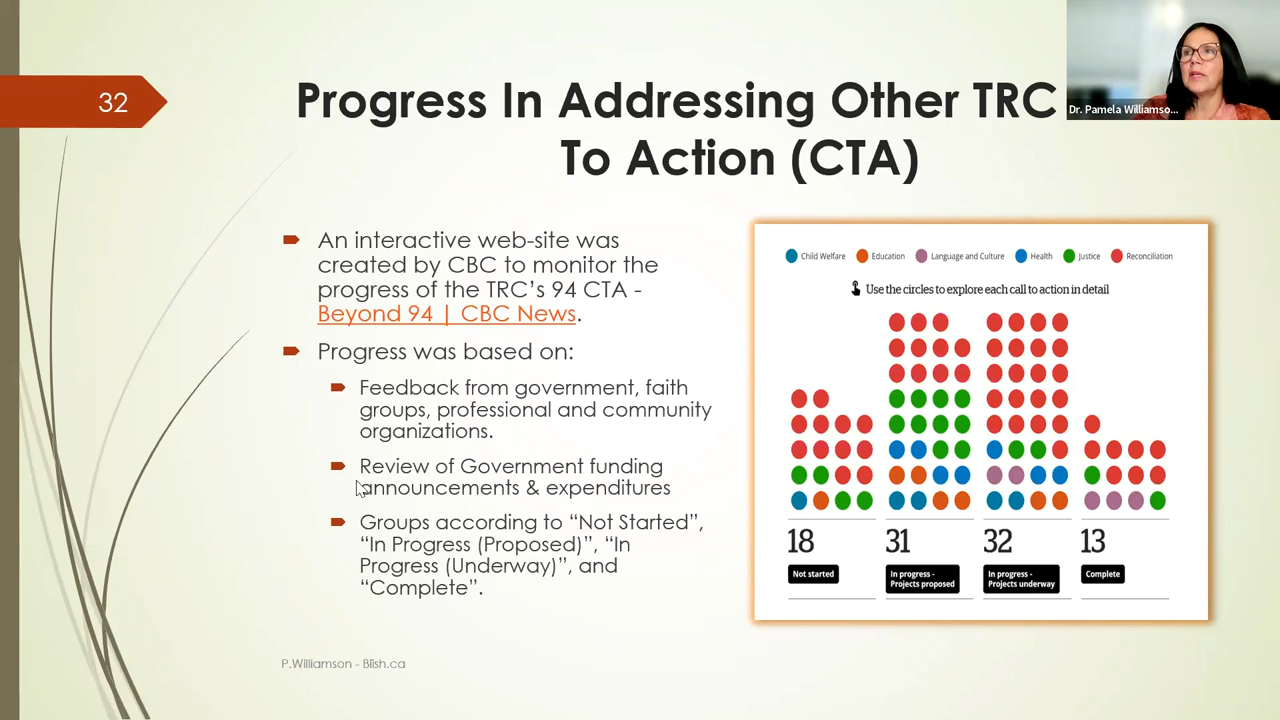 32
Progress In Addressing Other TRC
To Action (CTA)
Dr. Pamela Williamso...
An interactive web-site was
created by CBC to monitor the
progress of the TRC’s 94 CTA -
Beyond 94 | CBC News.
Progress was based on:
Feedback from government, faith
groups, professional and community
organizations.
Review of Government funding
announcements & expenditures
Groups according to “Not Started”,
“In Progress (Proposed)”, “In
Progress (Underway)”, and
“Complete”.
Child Welfare Education Language and Culture Health Justice Reconciliation
Use the circles to explore each call to action in detail
18 31 32 13
Not started
In progress -
Projects proposed
In progress -
Projects underway
Complete
P.Williamson - Biish.ca